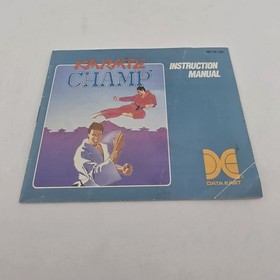 KARATE
CHAMP
INSTRUCTION
MANUAL
DATA EAST